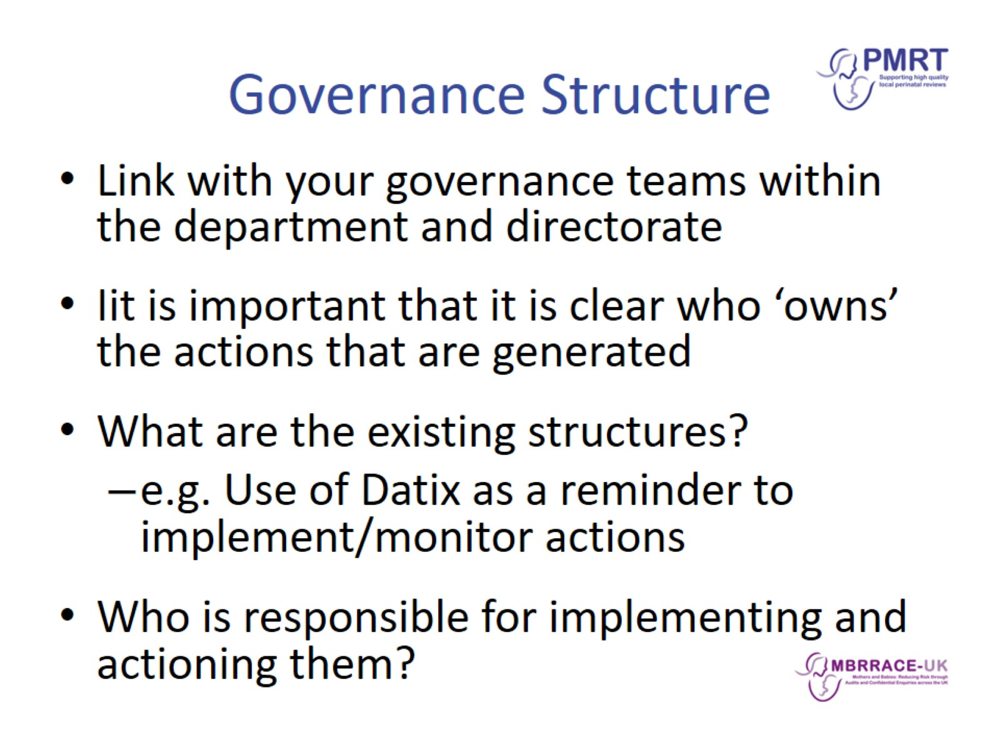 PMRT
Supporting high quality
local perinatal reviews
Governance Structure
• Link with your governance teams within
the department and directorate
• Iit is important that it is clear who ‘owns’
the actions that are generated
• What are the existing structures?
–e.g. Use of Datix as a reminder to
implement/monitor actions
• Who is responsible for implementing and
actioning them?
MBRRACE-UK
Mothers and Babies: Reducing Risk through
Audits and Confidential Enquiries across the UK